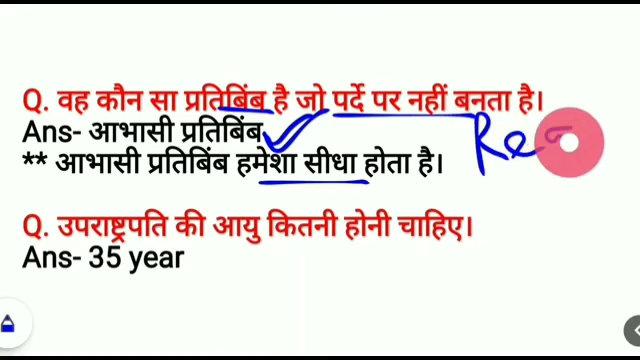 Q. वह कौन सा प्रतिबिंब है जो पर्दे पर नहीं बनता है।
Ans- आभासी प्रतिबिंब
** आभासी प्रतिबिंब हमेशा सीधा होता है।
Q. उपराष्ट्रपति की आयु कितनी होनी चाहिए।
Ans- 35 year